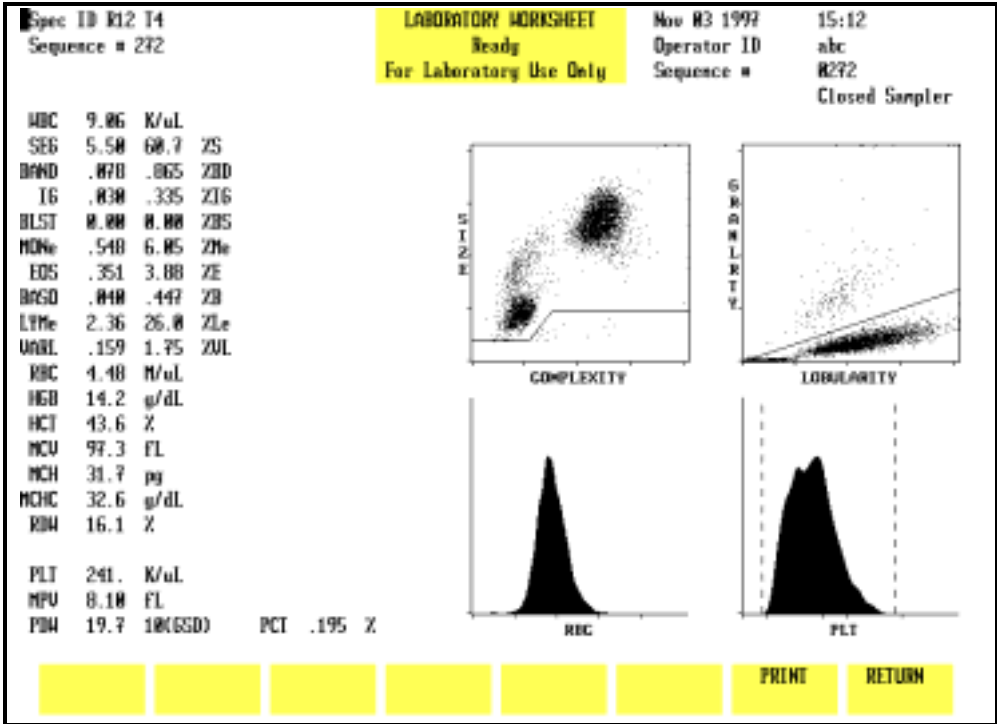 Spec ID R12 T4
Sequence # 272
LABORATORY WORKSHEET
Ready
For Laboratory Use Only
Nov 03 1997 15:12
Operator ID abc
Sequence # 0272
Closed Sampler
WBC 9.06 K/uL
SEG 5.50 60.7 %S
BAND .078 .865 %BD
IG .030 .335 %IG
BLST 0.00 0.00 %BS
MONe .548 6.05 %Me
EOS .351 3.88 %E
BASO .040 .447 %B
LYMe 2.36 26.0 %Le
VARL .159 1.75 %VL
RBC 4.48 M/uL
HGB 14.2 g/dL
HCT 43.6 %
MCV 97.3 fL
MCH 31.7 pg
MCHC 32.6 g/dL
RDW 16.1 %
PLT 241. K/uL
MPV 8.10 fL
PDW 19.7 10(GSD) PCT .195 %
SIZE
COMPLEXITY
GRANLRTY
LOBULARITY
RBC
PLT
PRINT
RETURN